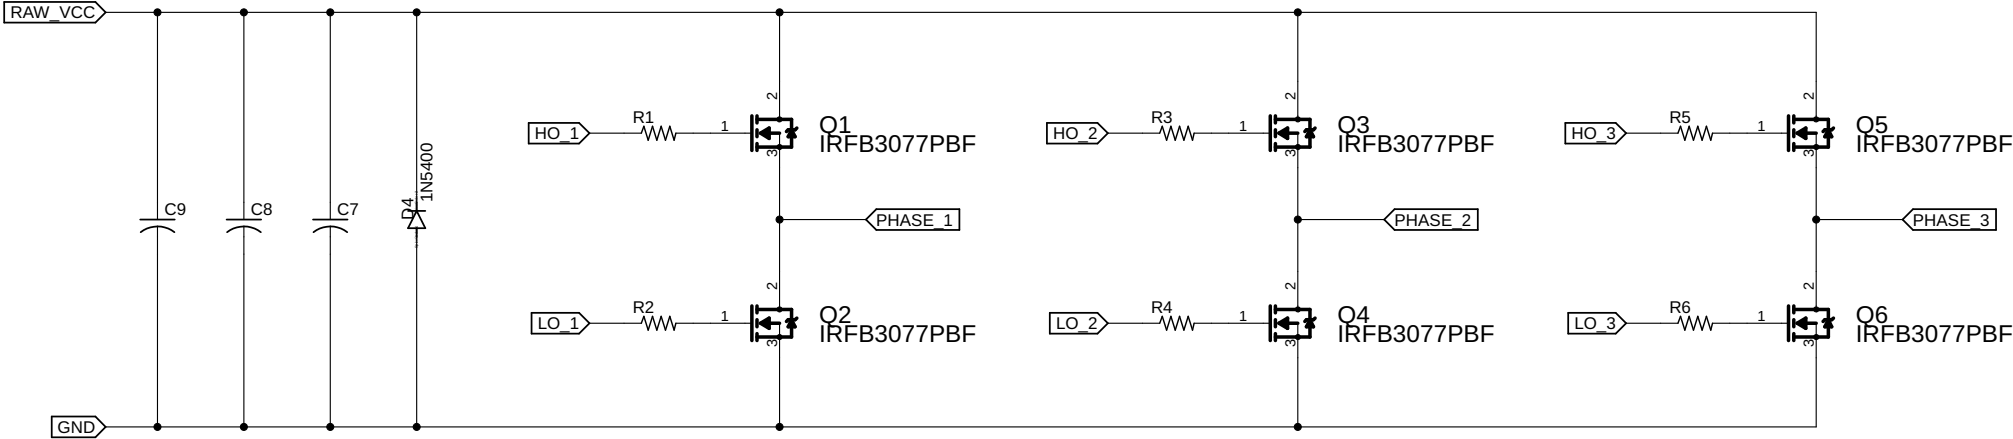 RAW_VCC
2
2
2
HO_1
R1
1
3
Q1
IRFB3077PBF
HO_2
R3
1
3
Q3
IRFB3077PBF
HO_3
R5
1
3
Q5
IRFB3077PBF
C9
C8
C7
D4
1N5400
PHASE_1
PHASE_2
PHASE_3
2
2
2
LO_1
R2
1
3
Q2
IRFB3077PBF
LO_2
R4
1
3
Q4
IRFB3077PBF
LO_3
R6
1
3
Q6
IRFB3077PBF
GND